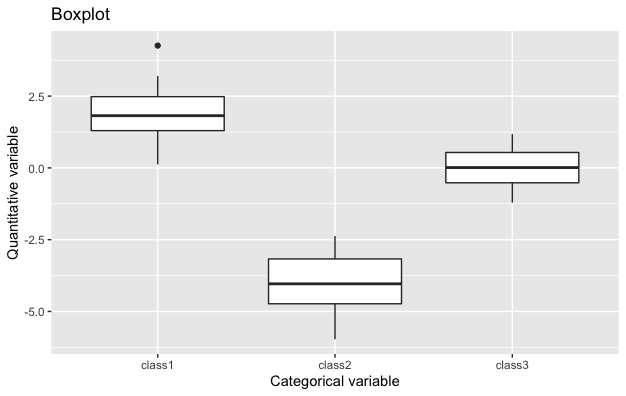 Boxplot
Quantitative variable
2.5
0.0
-2.5
-5.0
class1
class2
class3
Categorical variable